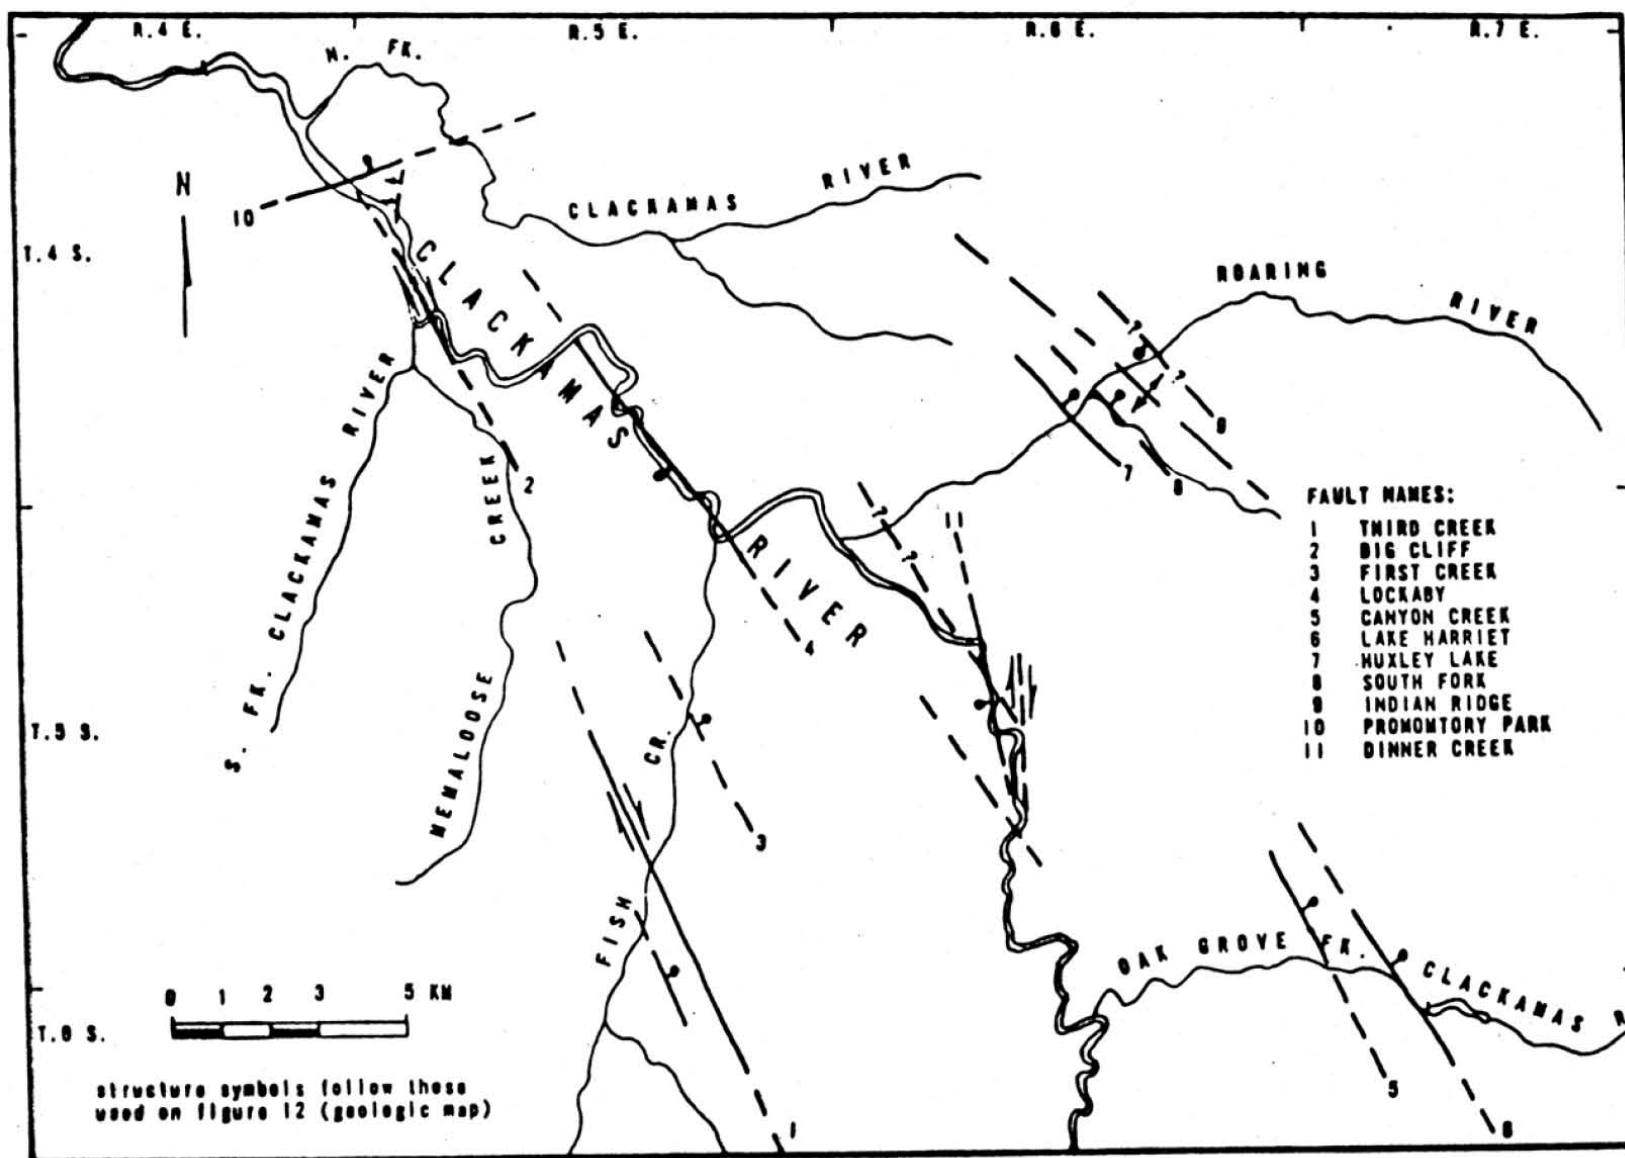 R.4 E. R.5 E. R.6 E. R.7 E.
N. FK.
N
10
CLACKAMAS RIVER
T.4 S.
CLACKAMAS RIVER
ROARING RIVER
? ?
9
7 8
2
S. FK. CLACKAMAS RIVER
MEMALOOSE CREEK
? ?
11
4
FAULT NAMES:
1 THIRD CREEK
2 BIG CLIFF
3 FIRST CREEK
4 LOCKABY
5 CANYON CREEK
6 LAKE HARRIET
7 HUXLEY LAKE
8 SOUTH FORK
9 INDIAN RIDGE
10 PROMOMTORY PARK
11 DINNER CREEK
T.5 S.
3
FISH CR.
OAK GROVE FK. CLACKAMAS R
0 1 2 3 5 KM
T.6 S.
structure symbols follow those
used on figure 12 (geologic map)
1
5
6